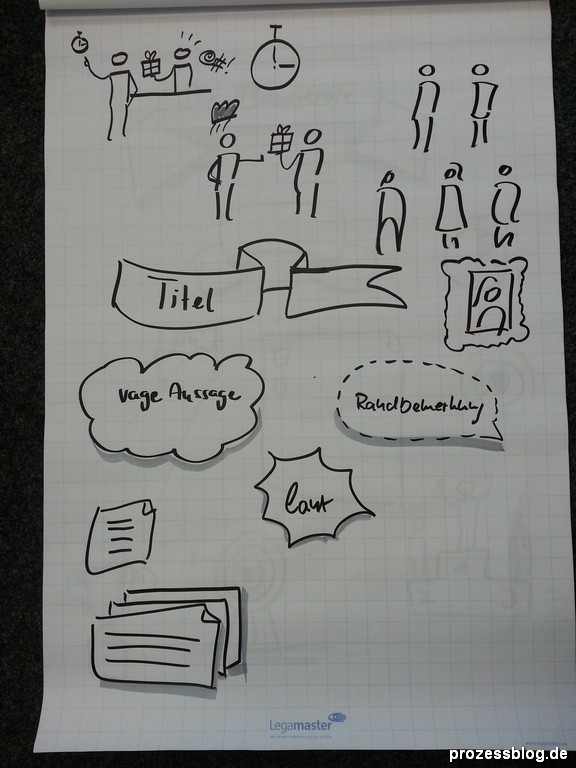 Titel
vage Aussage
Randbemerkung
laut
Legamaster
prozessblog.de